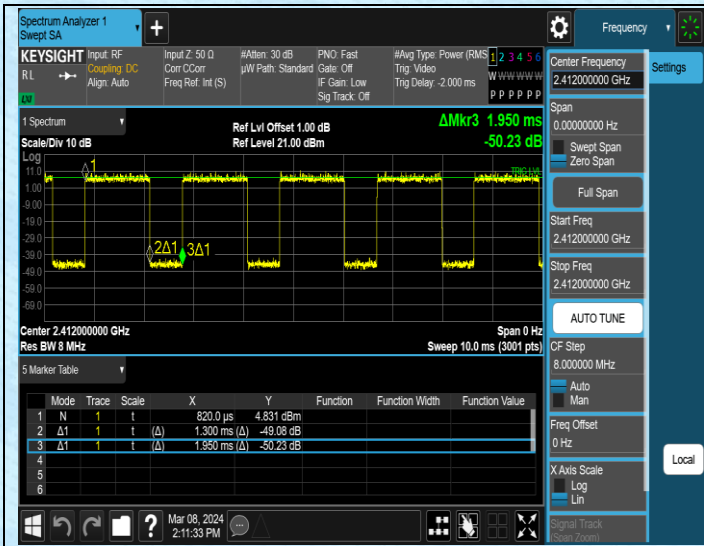 Spectrum Analyzer 1
Swept SA
Frequency
KEYSIGHT
RL
LXI
Input: RF
Coupling: DC
Align: Auto
Input Z: 50 Ω
Corr CCorr
Freq Ref: Int (S)
#Atten: 30 dB
µW Path: Standard
PNO: Fast
Gate: Off
IF Gain: Low
Sig Track: Off
#Avg Type: Power (RMS
Trig: Video
Trig Delay: -2.000 ms
1 2 3 4 5 6
W W W W W W
P P P P P P
1 Spectrum
Scale/Div 10 dB
Ref Lvl Offset 1.00 dB
Ref Level 21.00 dBm
ΔMkr3 1.950 ms
-50.23 dB
Log
11.0
1.00
-9.00
-19.0
-29.0
-39.0
-49.0
-59.0
-69.0
1
TRIG LVL
2Δ1
3Δ1
Center 2.412000000 GHz
Res BW 8 MHz
Span 0 Hz
Sweep 10.0 ms (3001 pts)
5 Marker Table
Mode Trace Scale X Y Function Function Width Function Value
1 N 1 t 820.0 µs 4.831 dBm
2 Δ1 1 t (Δ) 1.300 ms (Δ) -49.08 dB
3 Δ1 1 t (Δ) 1.950 ms (Δ) -50.23 dB
4
5
6
Mar 08, 2024
2:11:33 PM
Center Frequency
2.412000000 GHz
Span
0.00000000 Hz
Swept Span
Zero Span
Full Span
Start Freq
2.412000000 GHz
Stop Freq
2.412000000 GHz
AUTO TUNE
CF Step
8.000000 MHz
Auto
Man
Freq Offset
0 Hz
X Axis Scale
Log
Lin
Signal Track
(Span Zoom)
Settings
Local